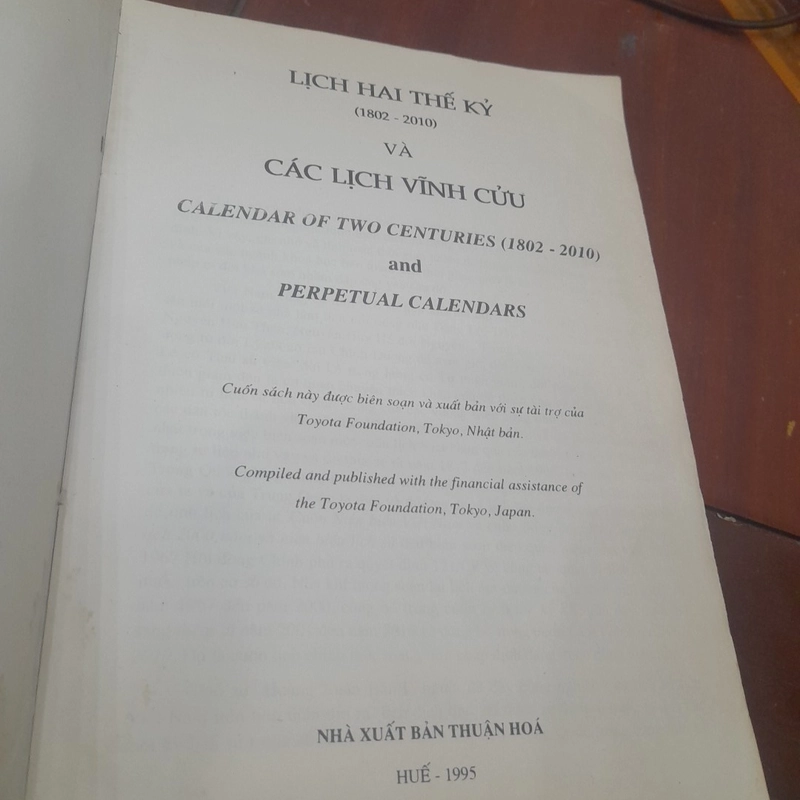 LỊCH HAI THẾ KỶ
(1802 - 2010)
VÀ
CÁC LỊCH VĨNH CỬU
CALENDAR OF TWO CENTURIES (1802 - 2010)
and
PERPETUAL CALENDARS
Cuốn sách này được biên soạn và xuất bản với sự tài trợ của
Toyota Foundation, Tokyo, Nhật bản.
Compiled and published with the financial assistance of
the Toyota Foundation, Tokyo, Japan.
NHÀ XUẤT BẢN THUẬN HOÁ
HUẾ - 1995